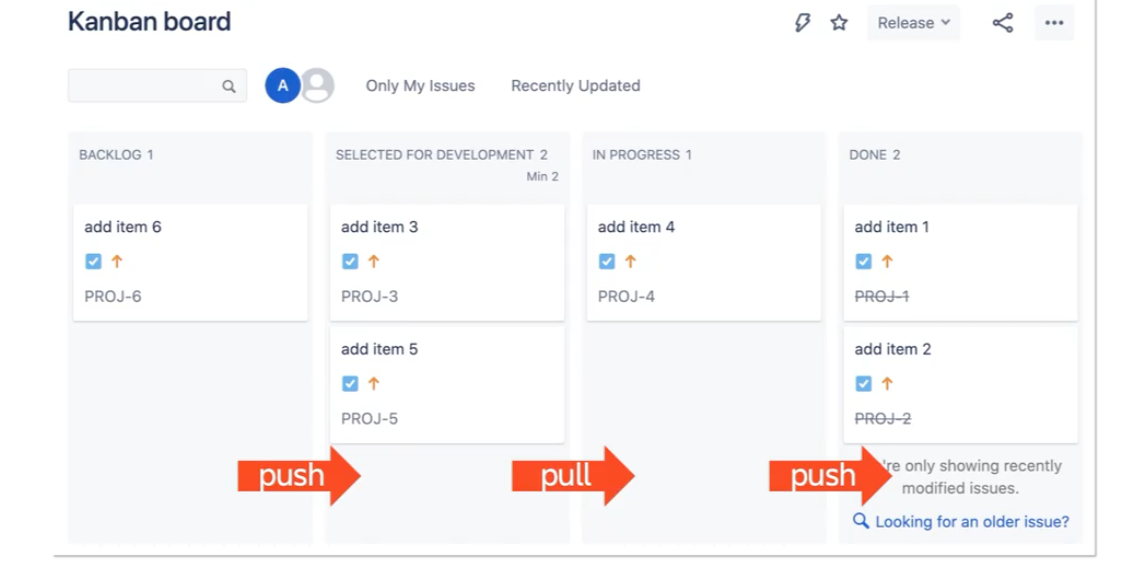 Kanban board
Release
A
Only My Issues
Recently Updated
BACKLOG 1
SELECTED FOR DEVELOPMENT 2
Min 2
IN PROGRESS 1
DONE 2
add item 6
PROJ-6
add item 3
PROJ-3
add item 5
PROJ-5
add item 4
PROJ-4
add item 1
PROJ-1
add item 2
PROJ-2
push
pull
push
're only showing recently
modified issues.
Looking for an older issue?